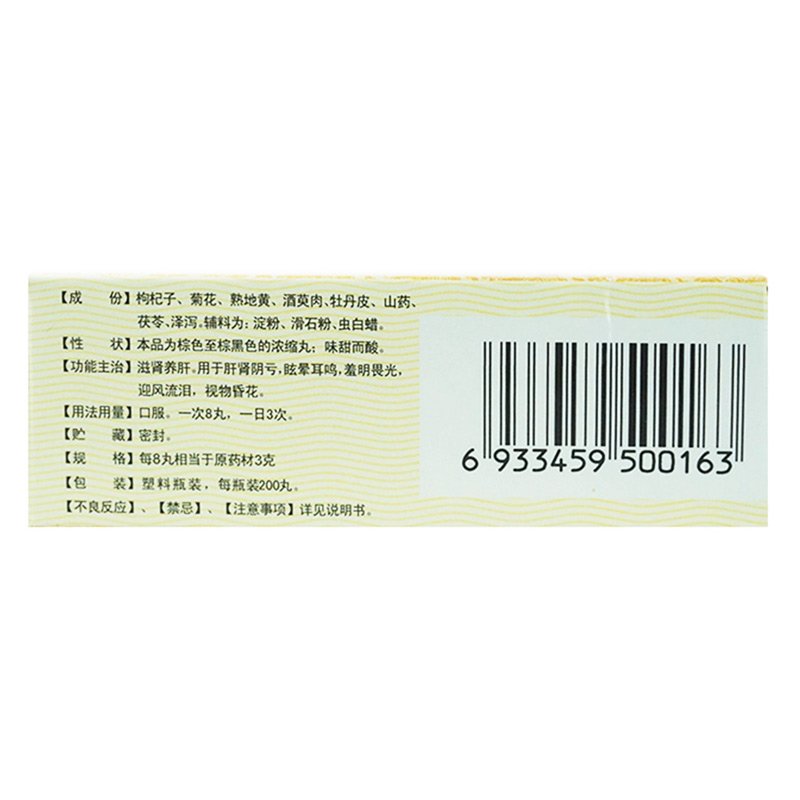 【成 份】枸杞子、菊花、熟地黄、酒萸肉、牡丹皮、山药、
茯苓、泽泻。辅料为：淀粉、滑石粉、虫白蜡。
【性 状】本品为棕色至棕黑色的浓缩丸；味甜而酸。
【功能主治】滋肾养肝。用于肝肾阴亏，眩晕耳鸣，羞明畏光，
迎风流泪，视物昏花。
【用法用量】口服。一次8丸，一日3次。
【贮 藏】密封。
【规 格】每8丸相当于原药材3克
【包 装】塑料瓶装，每瓶装200丸。
【不良反应】、【禁忌】、【注意事项】详见说明书。
6 933459 500163